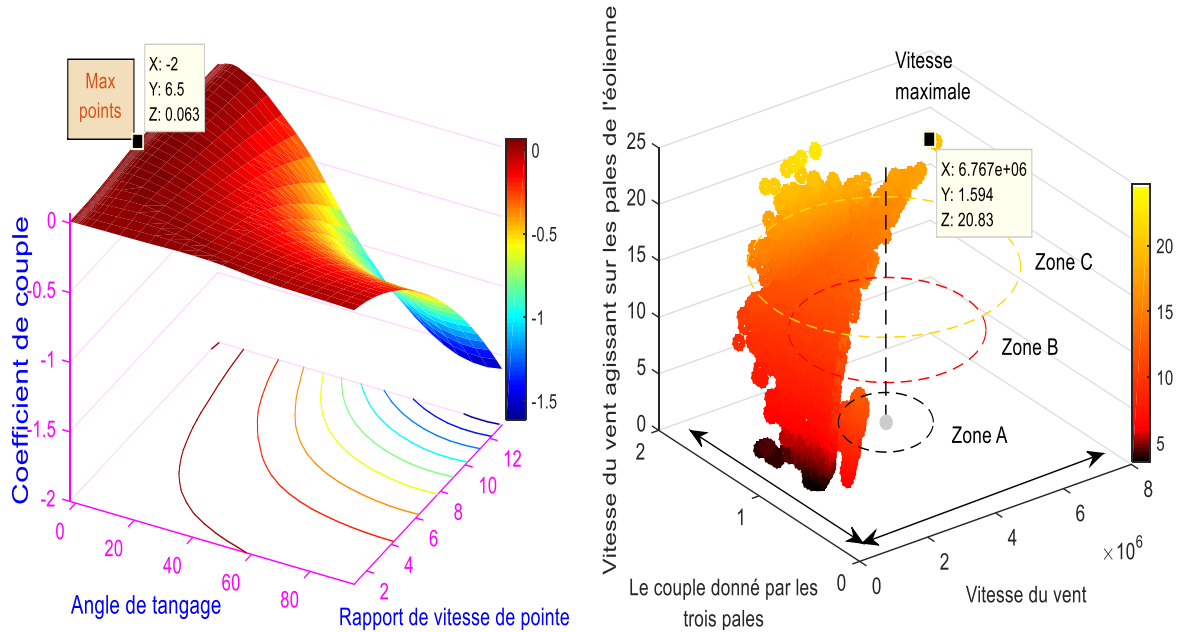 Max
points
X: -2
Y: 6.5
Z: 0.063
0
-0.5
-1
-1.5
Coefficient de couple
0
-0.5
-1
-1.5
-2
0
20
40
60
80
Angle de tangage
2
4
6
8
10
12
Rapport de vitesse de pointe
Vitesse du vent agissant sur les pales de l'éolienne
25
20
15
10
5
0
Vitesse
maximale
X: 6.767e+06
Y: 1.594
Z: 20.83
Zone C
Zone B
Zone A
20
15
10
5
2
1
0
Le couple donné par les
trois pales
0
2
4
6
8
×10^6
Vitesse du vent